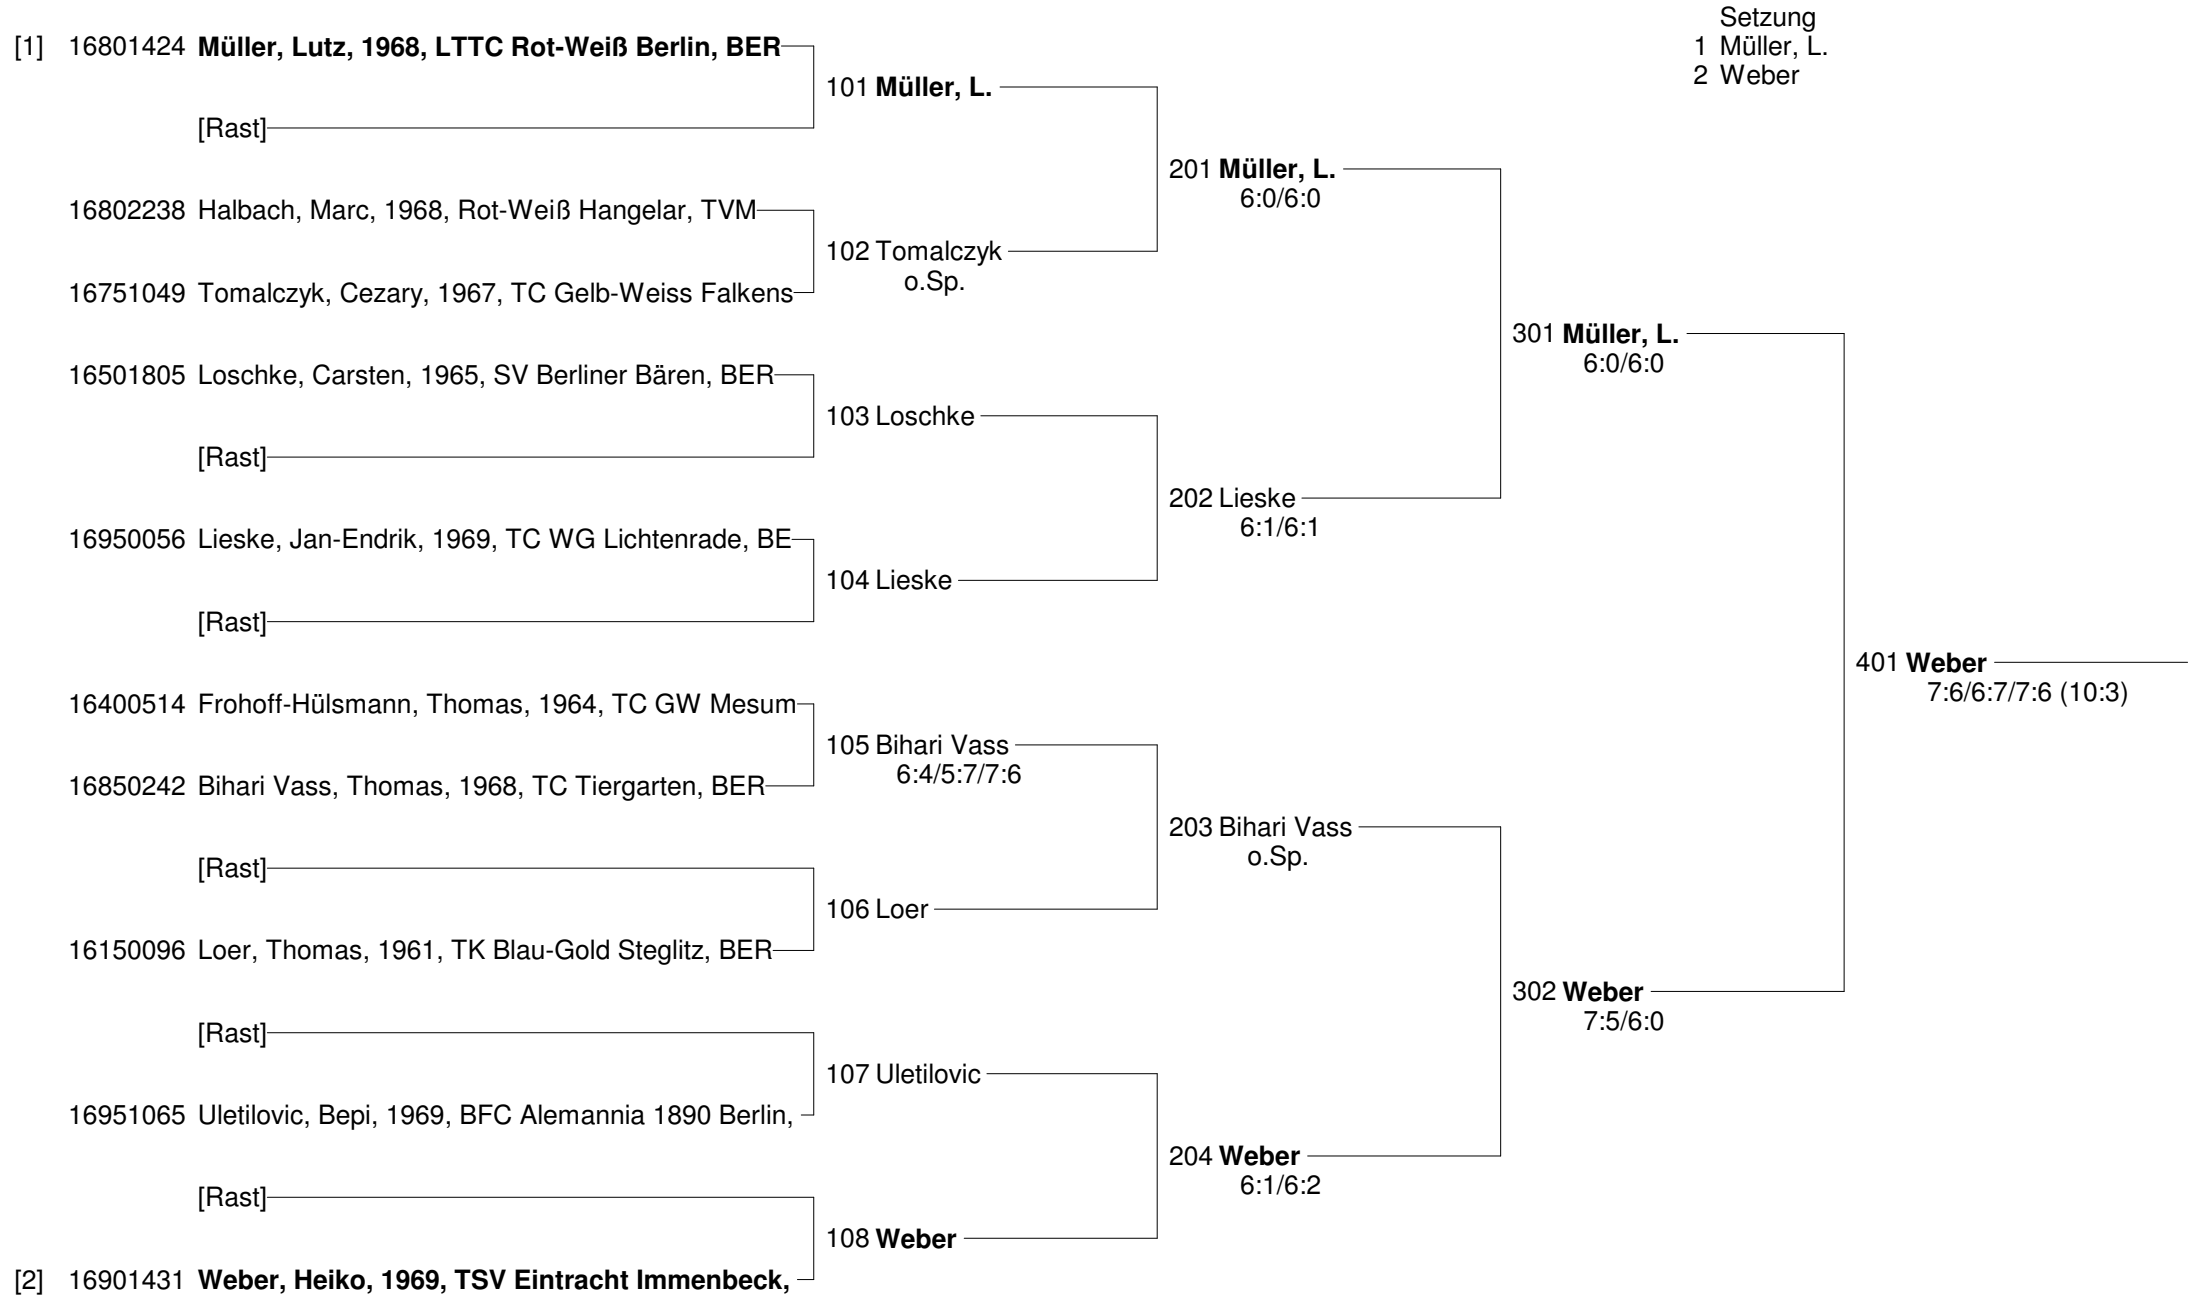 Setzung
1 Müller, L.
2 Weber
[1] 16801424 Müller, Lutz, 1968, LTTC Rot-Weiß Berlin, BER
101 Müller, L.
[Rast]
201 Müller, L.
6:0/6:0
16802238 Halbach, Marc, 1968, Rot-Weiß Hangelar, TVM
102 Tomalczyk
o.Sp.
16751049 Tomalczyk, Cezary, 1967, TC Gelb-Weiss Falkens
301 Müller, L.
6:0/6:0
16501805 Loschke, Carsten, 1965, SV Berliner Bären, BER
103 Loschke
[Rast]
202 Lieske
6:1/6:1
16950056 Lieske, Jan-Endrik, 1969, TC WG Lichtenrade, BE
104 Lieske
[Rast]
401 Weber
7:6/6:7/7:6 (10:3)
16400514 Frohoff-Hülsmann, Thomas, 1964, TC GW Mesum
105 Bihari Vass
6:4/5:7/7:6
16850242 Bihari Vass, Thomas, 1968, TC Tiergarten, BER
203 Bihari Vass
o.Sp.
[Rast]
106 Loer
16150096 Loer, Thomas, 1961, TK Blau-Gold Steglitz, BER
302 Weber
7:5/6:0
[Rast]
107 Uletilovic
16951065 Uletilovic, Bepi, 1969, BFC Alemannia 1890 Berlin,
204 Weber
6:1/6:2
[Rast]
108 Weber
[2] 16901431 Weber, Heiko, 1969, TSV Eintracht Immenbeck,